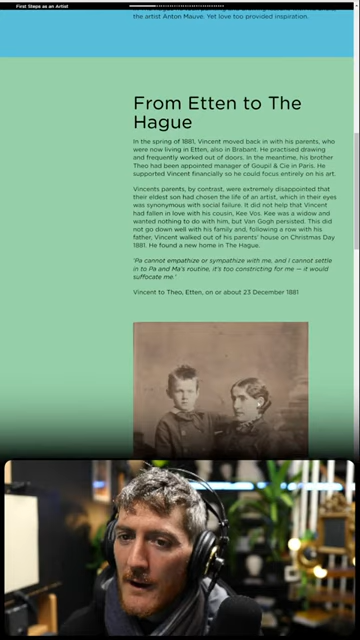 First Steps as an Artist
the artist Anton Mauve. Yet love too provided inspiration.
From Etten to The
Hague
In the spring of 1881, Vincent moved back in with his parents, who
were now living in Etten, also in Brabant. He practised drawing
and frequently worked out of doors. In the meantime, his brother
Theo had been appointed manager of Goupil & Cie in Paris. He
supported Vincent financially so he could focus entirely on his art.
Vincents parents, by contrast, were extremely disappointed that
their eldest son had chosen the life of an artist, which in their eyes
was synonymous with social failure. It did not help that Vincent
had fallen in love with his cousin, Kee Vos. Kee was a widow and
wanted nothing to do with him, but Van Gogh persisted. This did
not go down well with his family and, following a row with his
father, Vincent walked out of his parents' house on Christmas Day
1881. He found a new home in The Hague.
'Pa cannot empathize or sympathize with me, and I cannot settle
in to Pa and Ma's routine, it's too constricting for me — it would
suffocate me.'
Vincent to Theo, Etten, on or about 23 December 1881